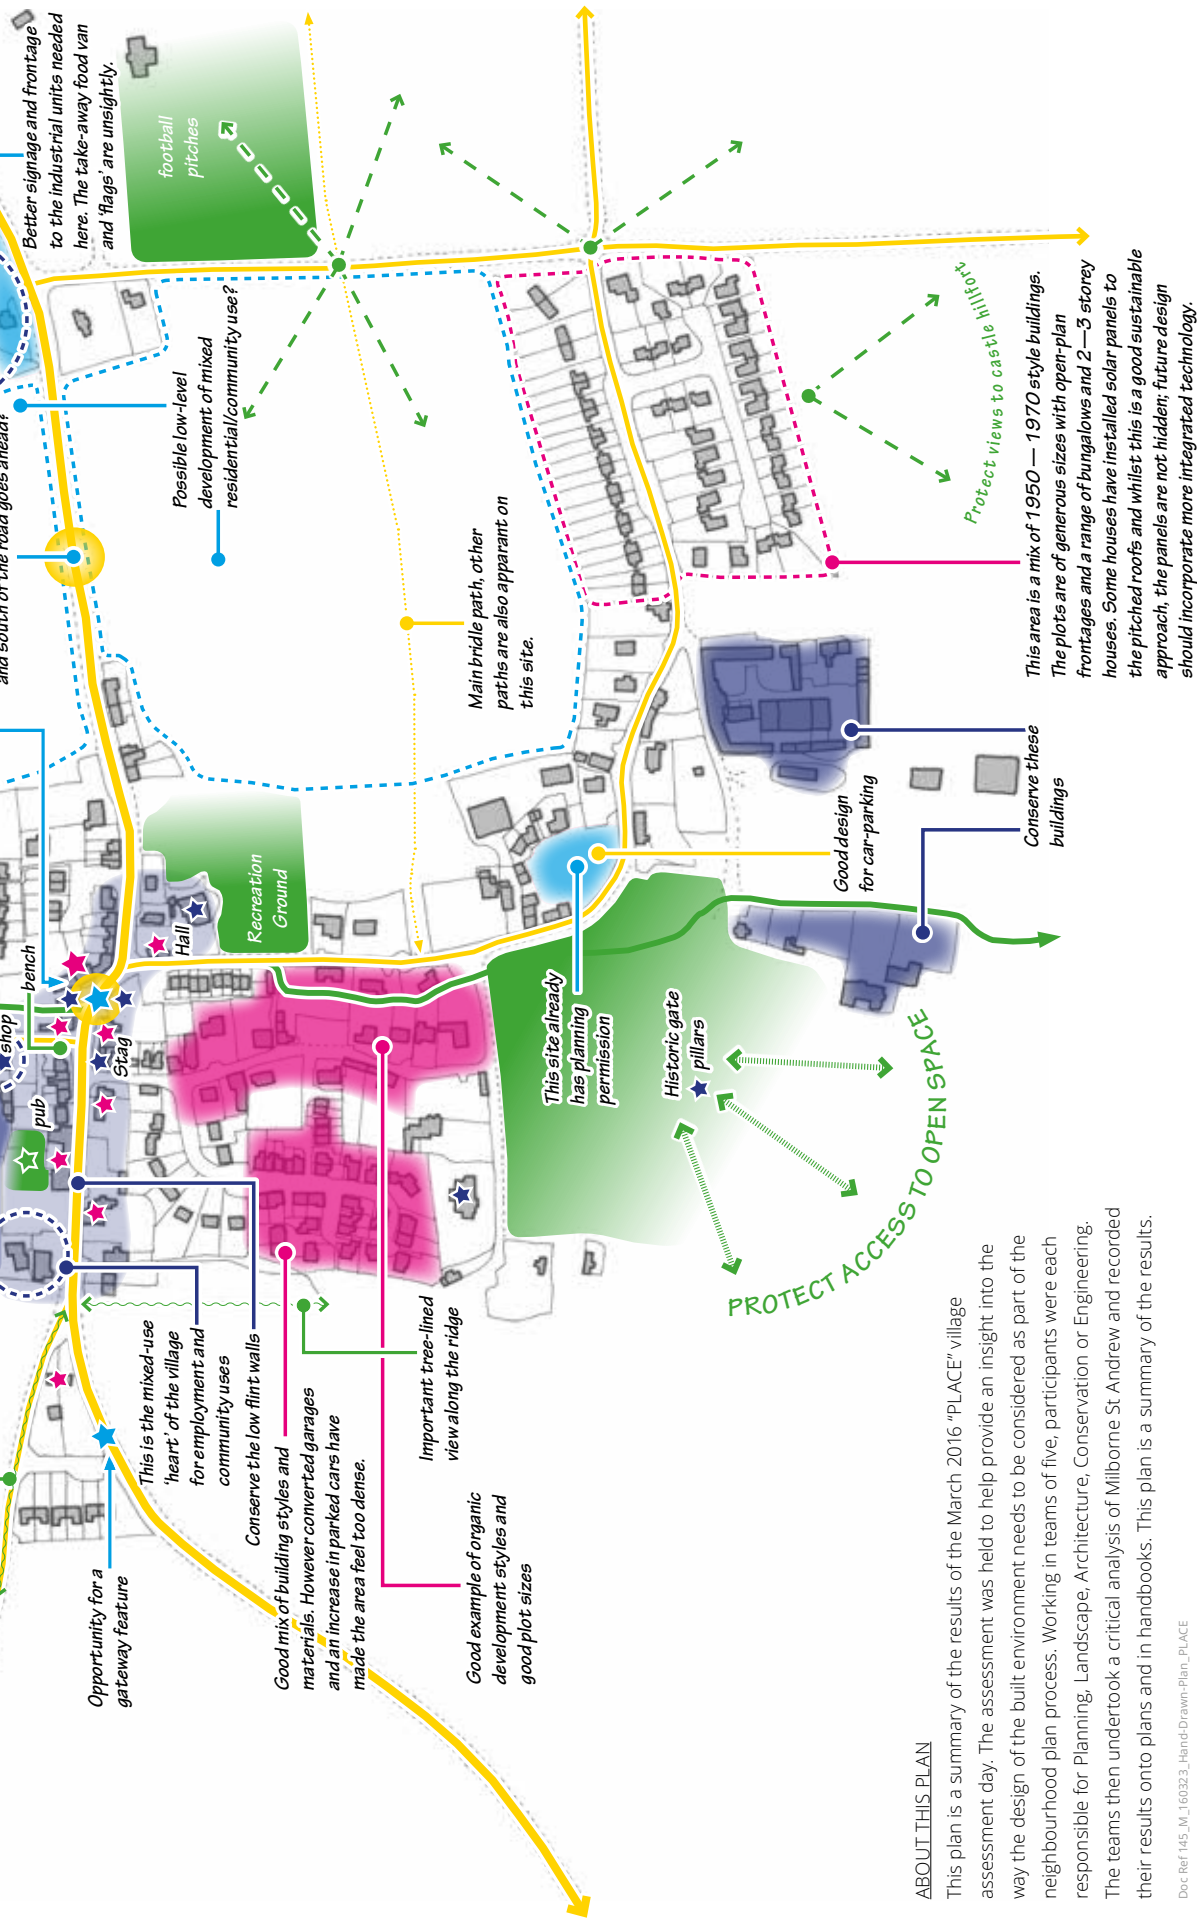 Better signage and frontage
to the industrial units needed
here. The take-away food van
and 'flags' are unsightly.
football
pitches
and south of the road goes ahead?
Possible low-level
development of mixed
residential/community use?
Main bridle path, other
paths are also apparant on
this site.
Protect views to castle hillfort
This area is a mix of 1950 — 1970 style buildings.
The plots are of generous sizes with open-plan
frontages and a range of bungalows and 2—3 storey
houses. Some houses have installed solar panels to
the pitched roofs and whilst this is a good sustainable
approach, the panels are not hidden; future design
should incorporate more integrated technology.
Conserve these
buildings
Good design
for car-parking
Recreation
Ground
Hall
bench
shop
Stag
pub
This site already
has planning
permission
Historic gate
pillars
PROTECT ACCESS TO OPEN SPACE
This is the mixed-use
'heart' of the village
for employment and
community uses
Conserve the low flint walls
Good mix of building styles and
materials. However converted garages
and an increase in parked cars have
made the area feel too dense.
Important tree-lined
view along the ridge
Good example of organic
development styles and
good plot sizes
Opportunity for a
gateway feature
ABOUT THIS PLAN
This plan is a summary of the results of the March 2016 "PLACE" village
assessment day. The assessment was held to help provide an insight into the
way the design of the built environment needs to be considered as part of the
neighbourhood plan process. Working in teams of five, participants were each
responsible for Planning, Landscape, Architecture, Conservation or Engineering.
The teams then undertook a critical analysis of Milborne St Andrew and recorded
their results onto plans and in handbooks. This plan is a summary of the results.
Doc Ref 145_M_160323_Hand-Drawn-Plan_PLACE